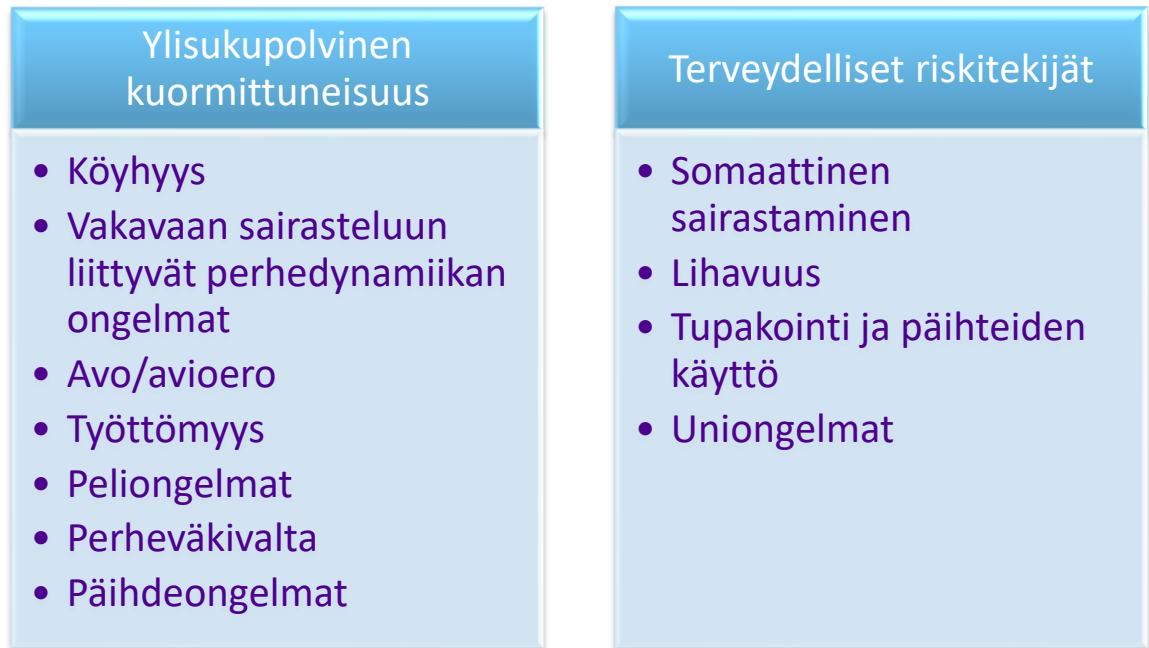 Ylisukupolvinen
kuormittuneisuus
• Köyhyys
• Vakavaan sairasteluun
liittyvät perhedynamiikan
ongelmat
• Avo/avioero
• Työttömyys
• Peliongelmat
• Perheväkivalta
• Päihdeongelmat
Terveydelliset riskitekijät
• Somaattinen
sairastaminen
• Lihavuus
• Tupakointi ja päihteiden
käyttö
• Uniongelmat